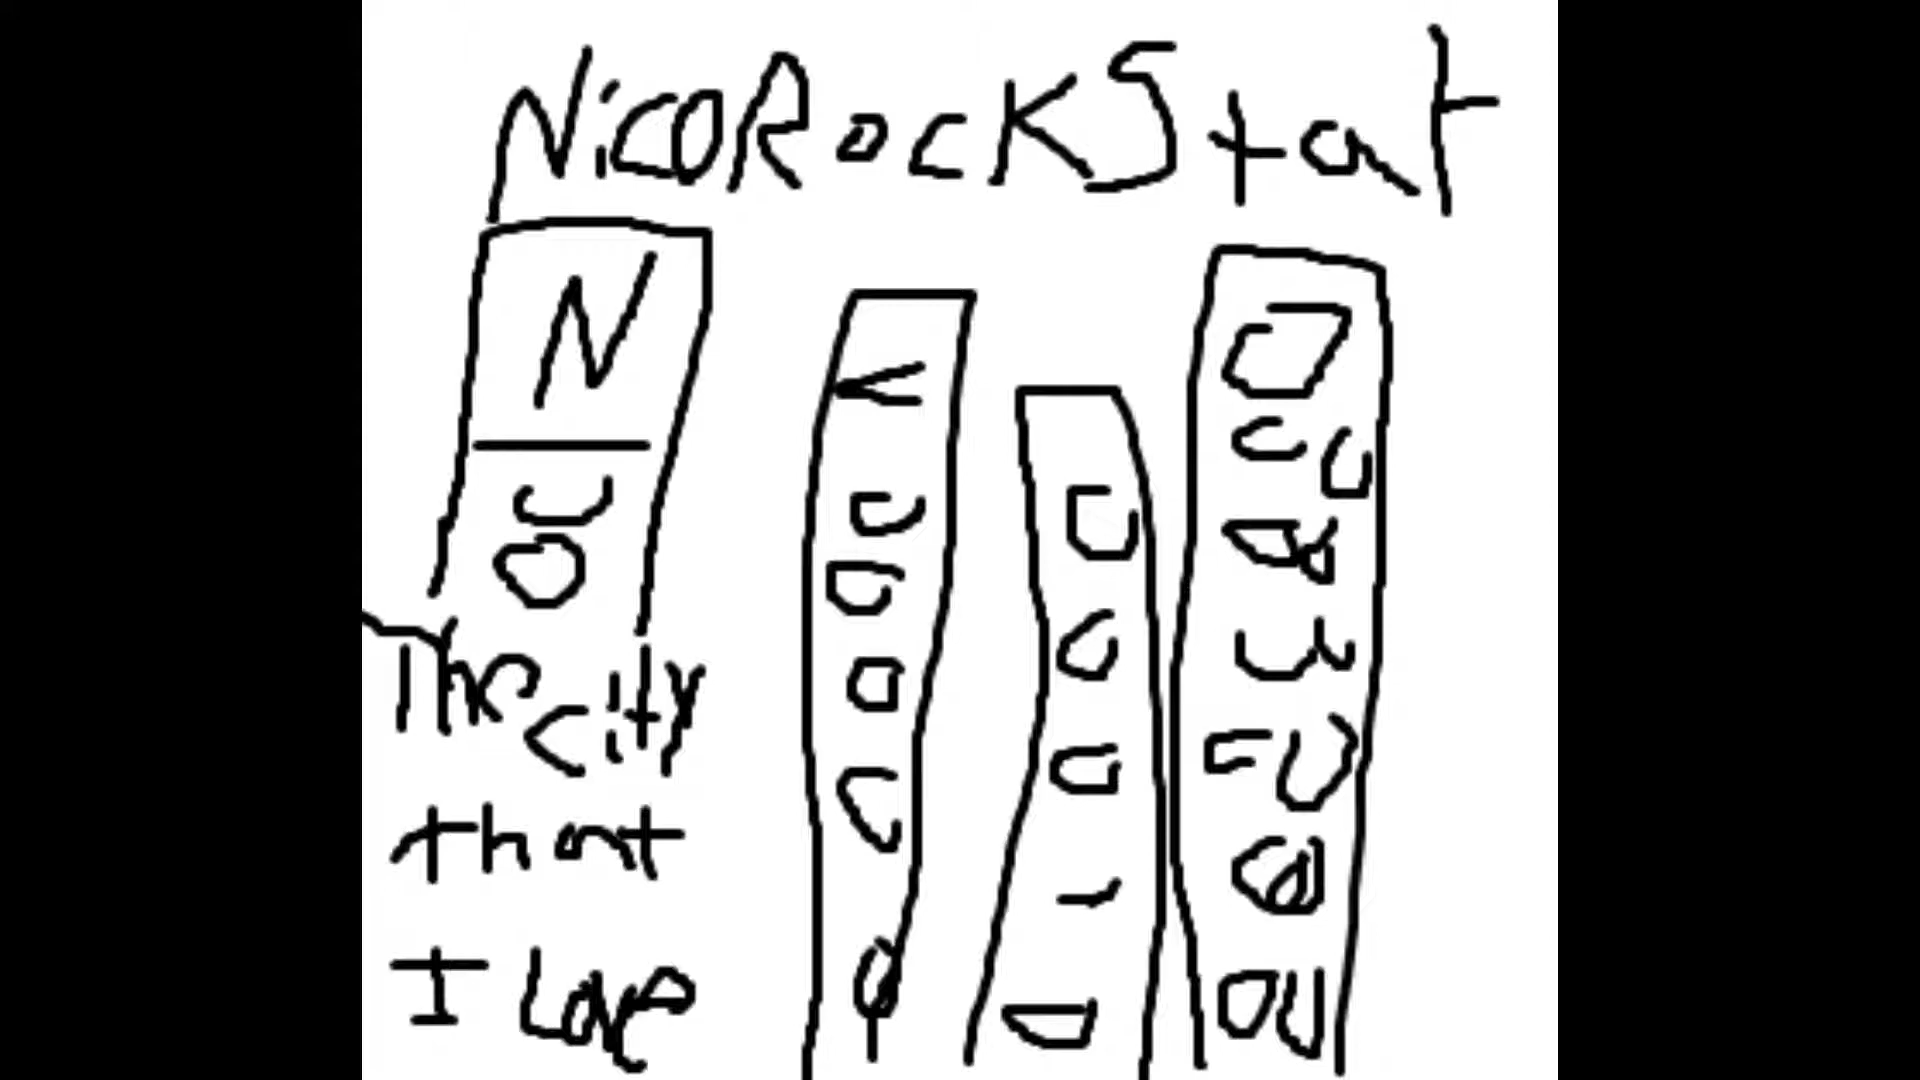 NicoRockStar
N
The city
that
I Love